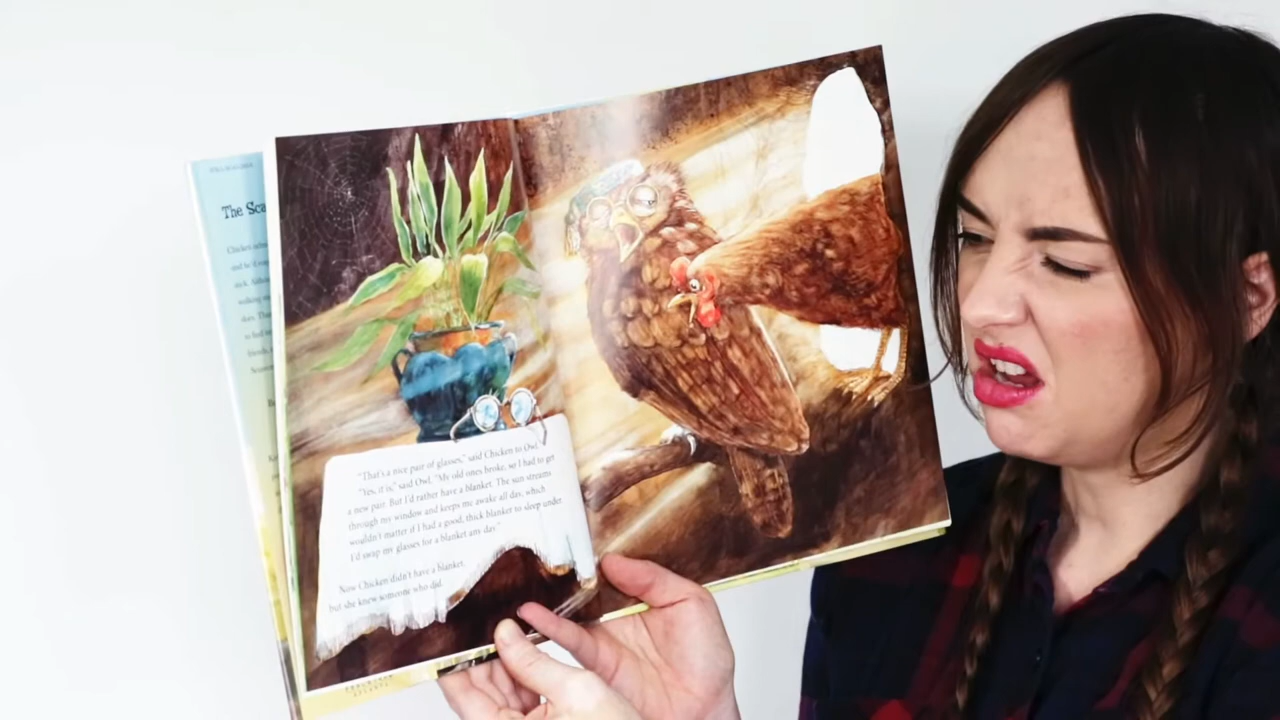 The Sca
"That's a nice pair of glasses," said Chicken to Owl.
"Yes, it is," said Owl. "My old ones broke, so I had to get
a new pair. But I'd rather have a blanket. The sun streams
through my window and keeps me awake all day, which
wouldn't matter if I had a good, thick blanket to sleep under.
I'd swap my glasses for a blanket any day."
Now Chicken didn't have a blanket,
but she knew someone who did.